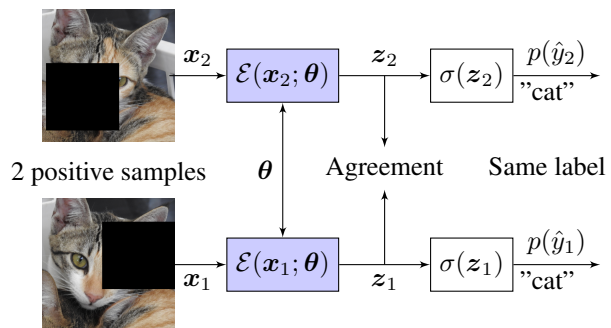 𝒙₂
ℰ(𝒙₂; 𝜽)
𝒛₂
σ(𝒛₂)
p(ŷ₂)
"cat"
2 positive samples
𝜽
Agreement
Same label
𝒙₁
ℰ(𝒙₁; 𝜽)
𝒛₁
σ(𝒛₁)
p(ŷ₁)
"cat"